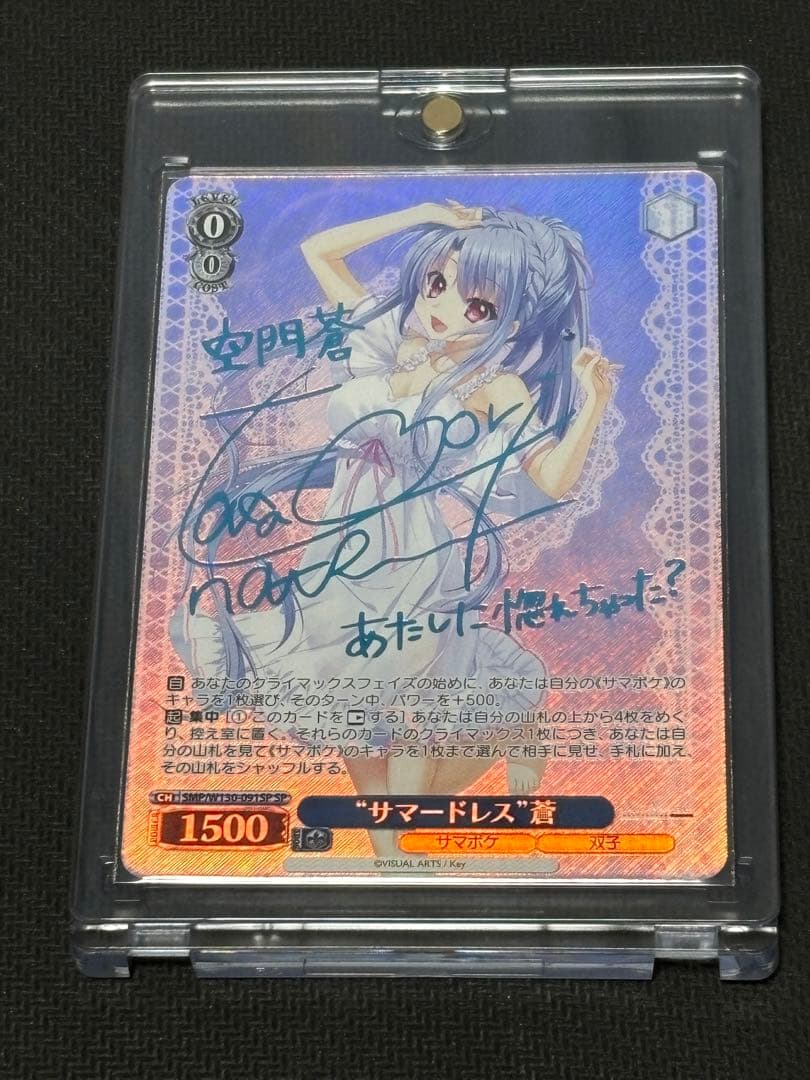 LEVEL
0
0
COST
空門蒼
あたしに惚れちゃった?
自 あなたのクライマックスフェイズの始めに、あなたは自分の《サマポケ》の
キャラを1枚選び、そのターン中、パワーを+500。
起 集中 [① このカードを する] あなたは自分の山札の上から4枚をめく
り、控え室に置く。それらのカードのクライマックス1枚につき、あなたは自
分の山札を見て《サマポケ》のキャラを1枚まで選んで相手に見せ、手札に加え、
その山札をシャッフルする。
CH SMP/W130-091SP SP
"サマードレス"蒼
1500
サマポケ 双子
©VISUAL ARTS / Key